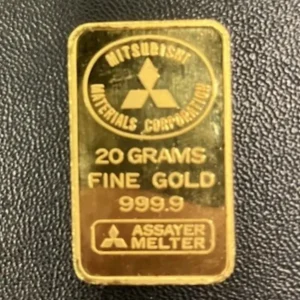 MITSUBISHI
MATERIALS CORPORATION
20 GRAMS
FINE GOLD
999.9
ASSAYER
MELTER